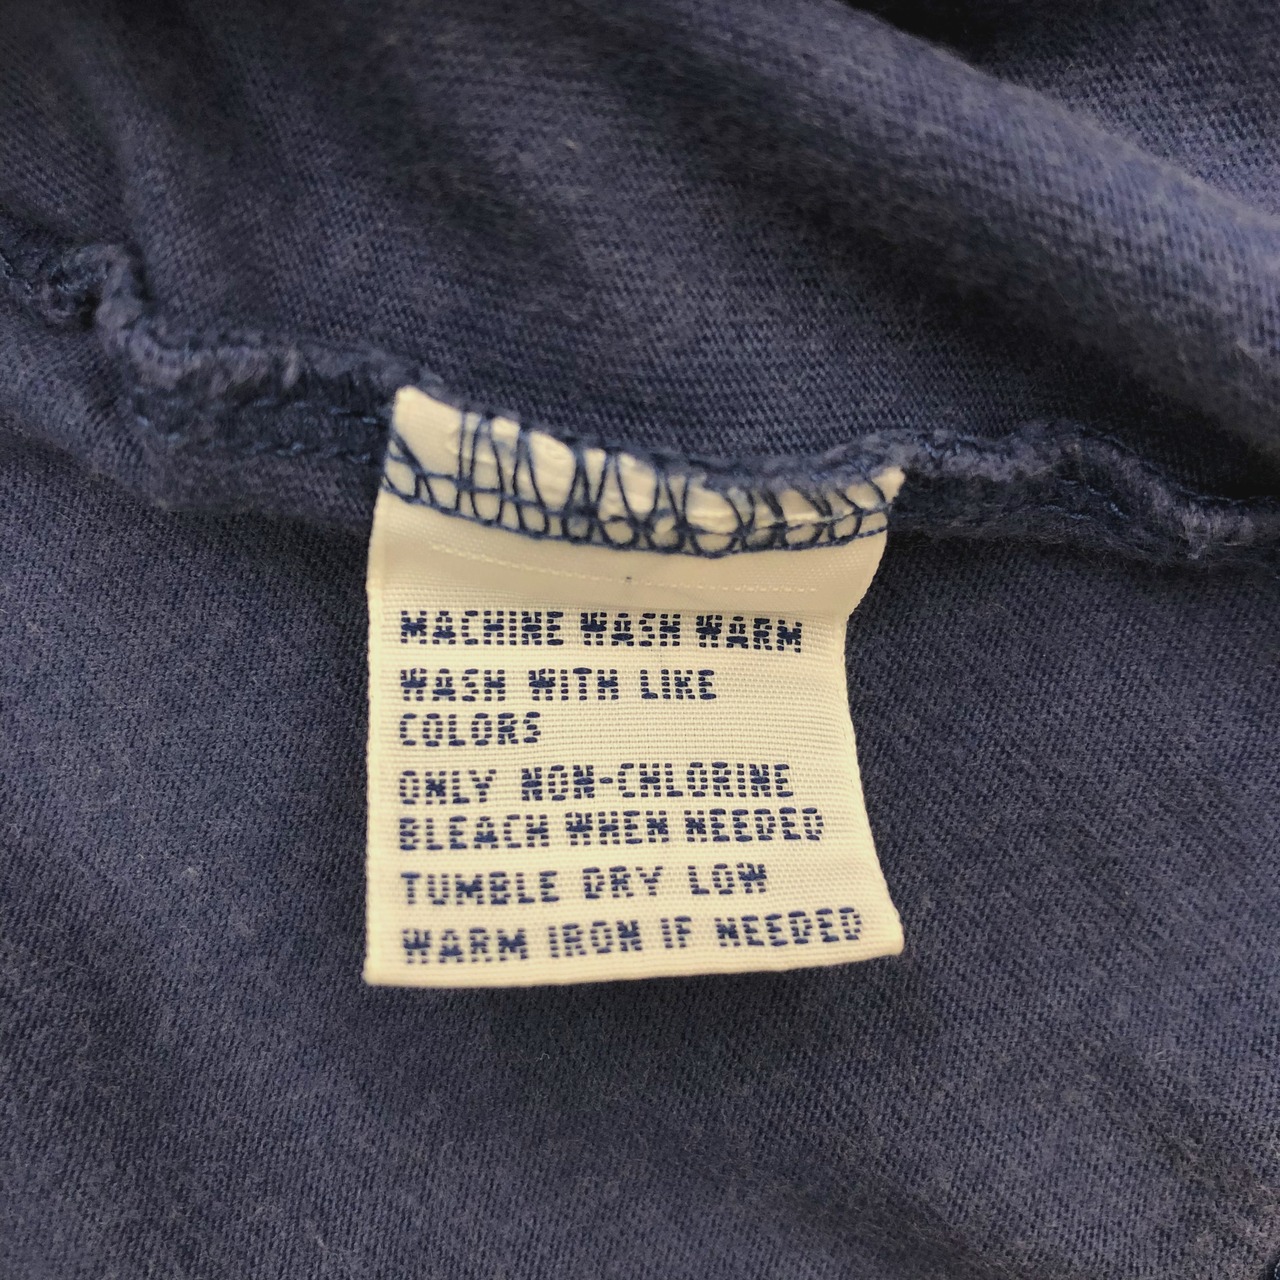 MACHINE WASH WARM
WASH WITH LIKE
COLORS
ONLY NON-CHLORINE
BLEACH WHEN NEEDED
TUMBLE DRY LOW
WARM IRON IF NEEDED